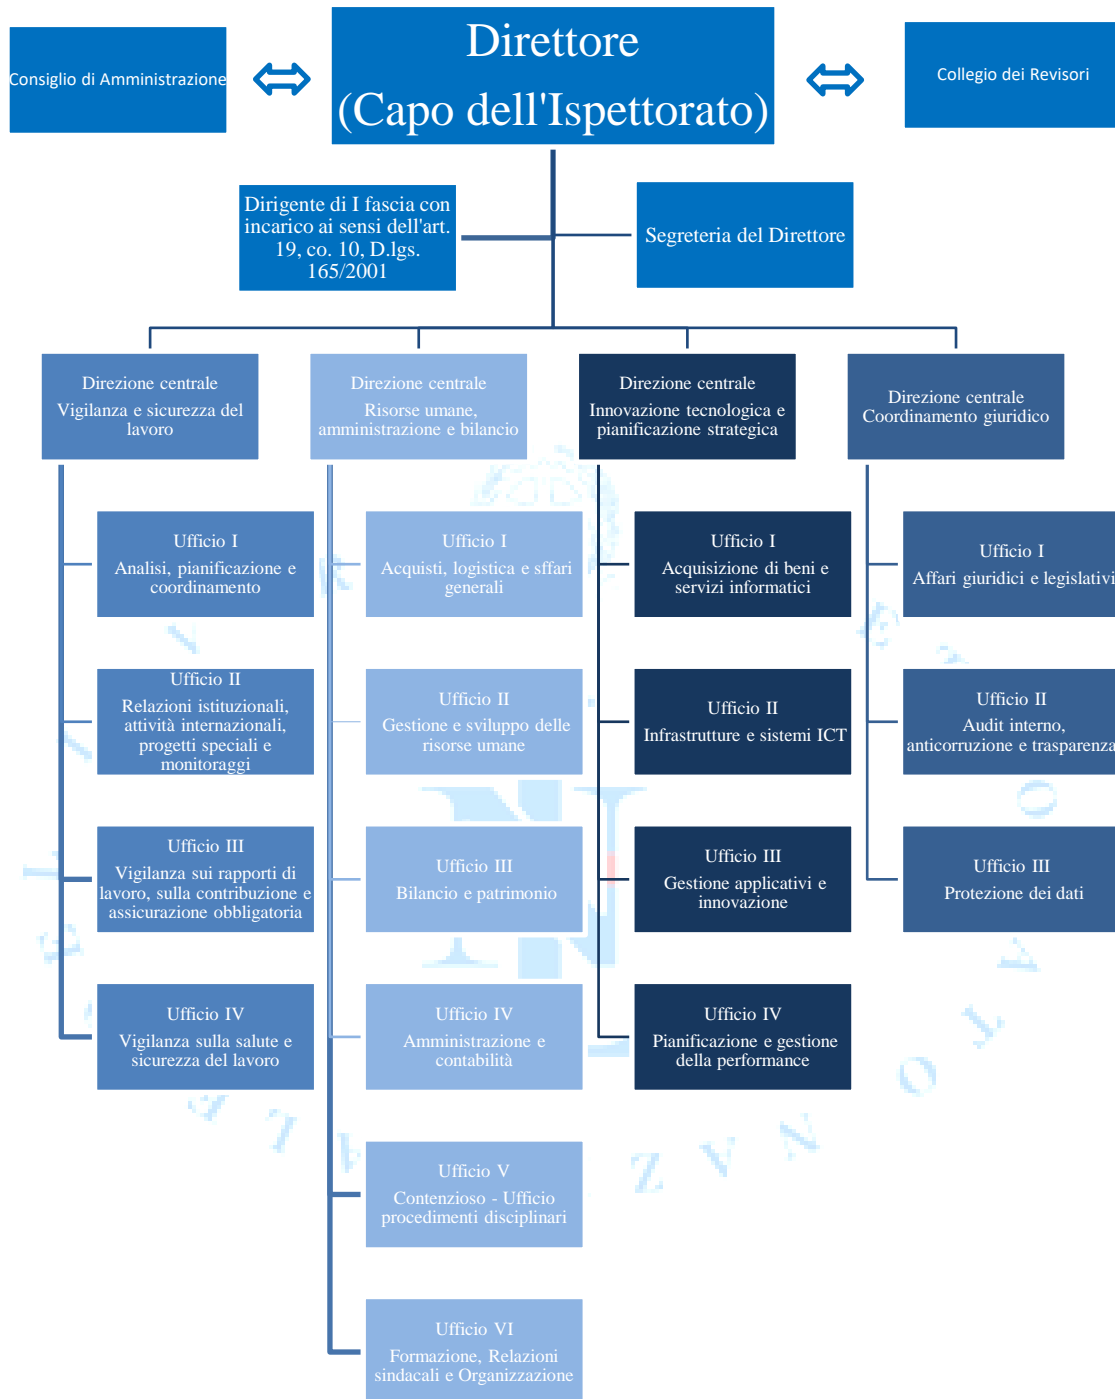 Direttore
(Capo dell'Ispettorato)
Consiglio di Amministrazione
Collegio dei Revisori
Dirigente di I fascia con
incarico ai sensi dell'art.
19, co. 10, D.lgs.
165/2001
Segreteria del Direttore
Direzione centrale
Vigilanza e sicurezza del
lavoro
Ufficio I
Analisi, pianificazione e
coordinamento
Ufficio II
Relazioni istituzionali,
attività internazionali,
progetti speciali e
monitoraggi
Ufficio III
Vigilanza sui rapporti di
lavoro, sulla contribuzione e
assicurazione obbligatoria
Ufficio IV
Vigilanza sulla salute e
sicurezza del lavoro
Direzione centrale
Risorse umane,
amministrazione e bilancio
Ufficio I
Acquisti, logistica e sffari
generali
Ufficio II
Gestione e sviluppo delle
risorse umane
Ufficio III
Bilancio e patrimonio
Ufficio IV
Amministrazione e
contabilità
Ufficio V
Contenzioso - Ufficio
procedimenti disciplinari
Ufficio VI
Formazione, Relazioni
sindacali e Organizzazione
Direzione centrale
Innovazione tecnologica e
pianificazione strategica
Ufficio I
Acquisizione di beni e
servizi informatici
Ufficio II
Infrastrutture e sistemi ICT
Ufficio III
Gestione applicativi e
innovazione
Ufficio IV
Pianificazione e gestione
della performance
Direzione centrale
Coordinamento giuridico
Ufficio I
Affari giuridici e legislativi
Ufficio II
Audit interno,
anticorruzione e trasparenza
Ufficio III
Protezione dei dati